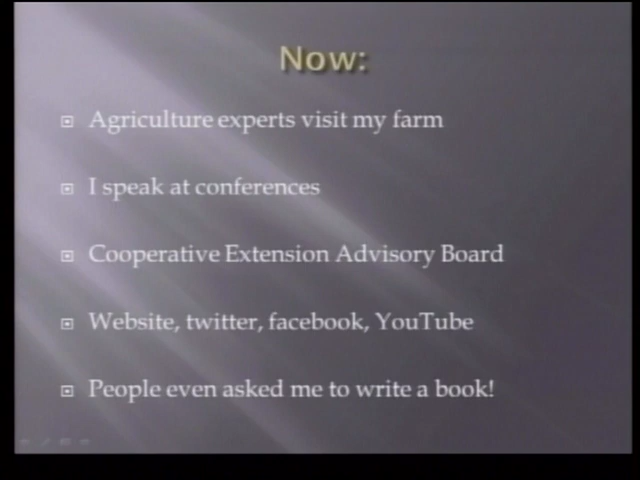 Now:
Agriculture experts visit my farm
I speak at conferences
Cooperative Extension Advisory Board
Website, twitter, facebook, YouTube
People even asked me to write a book!